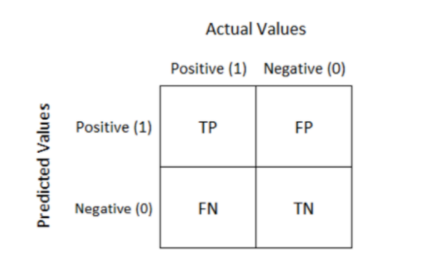 Actual Values
Positive (1) Negative (0)
Predicted Values
Positive (1) TP FP
Negative (0) FN TN